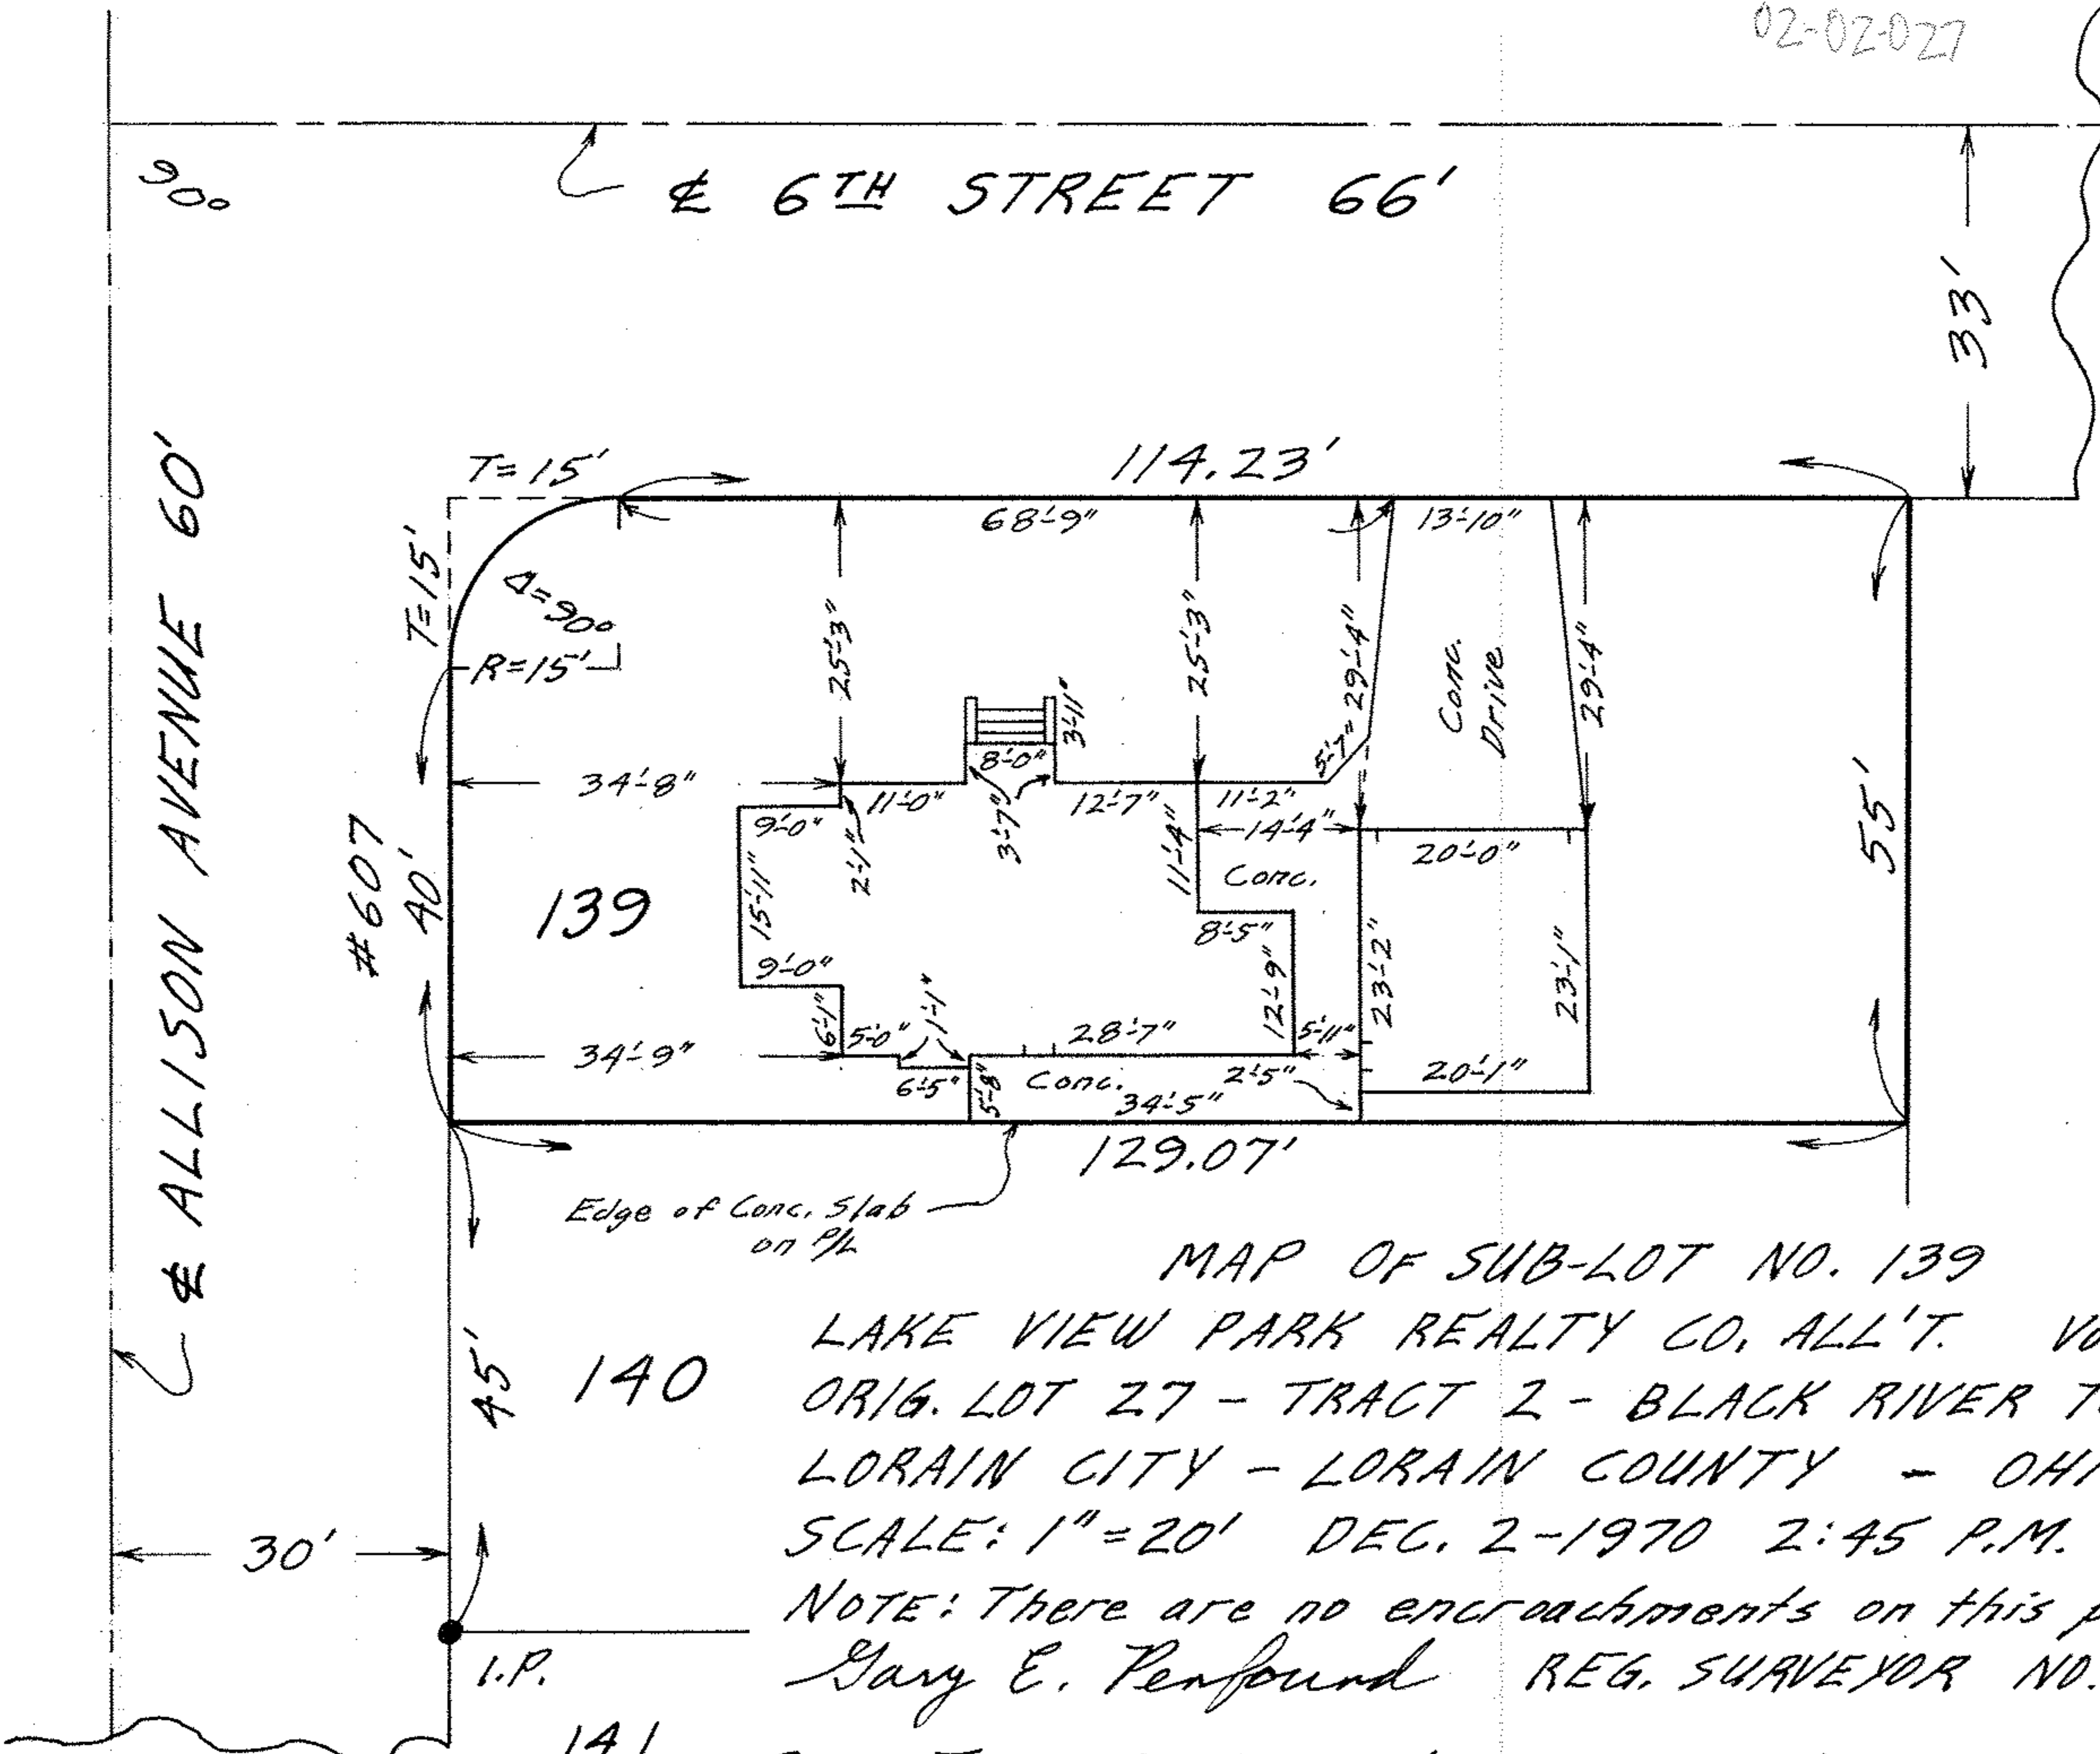 02-02-027
90°
℄ 6TH STREET 66'
33'
℄ ALLISON AVENUE 60'
T=15'
114.23'
T=15'
Δ=90°
R=15'
68'-9"
13'-10"
25'-3"
25'-3"
29'-4"
29'-4"
Conc.
Drive
3'-11"
8'-0"
5'-7"
34'-8"
11'-0"
12'-7"
11'-2"
9'-0"
2'-1"
3'-7"
11'-4"
14'-4"
20'-0"
Conc.
#607
40'
139
15'-11"
8'-5"
55'
9'-0"
12'-9"
23'-2"
23'-1"
6'-1"
5'-0"
1'-1"
28'-7"
5'-11"
34'-9"
6'-5"
5'-8"
Conc.
2'-5"
20'-1"
34'-5"
129.07'
Edge of Conc. Slab
on P/L
MAP OF SUB-LOT NO. 139
LAKE VIEW PARK REALTY CO. ALL'T.
45'
140
ORIG. LOT 27 - TRACT 2 - BLACK RIVER
LORAIN CITY - LORAIN COUNTY - OHI
SCALE: 1"=20' DEC. 2-1970 2:45 P.M.
30'
NOTE: There are no encroachments on this
Gary E. Penfound REG. SURVEYOR NO.
I.P.
141